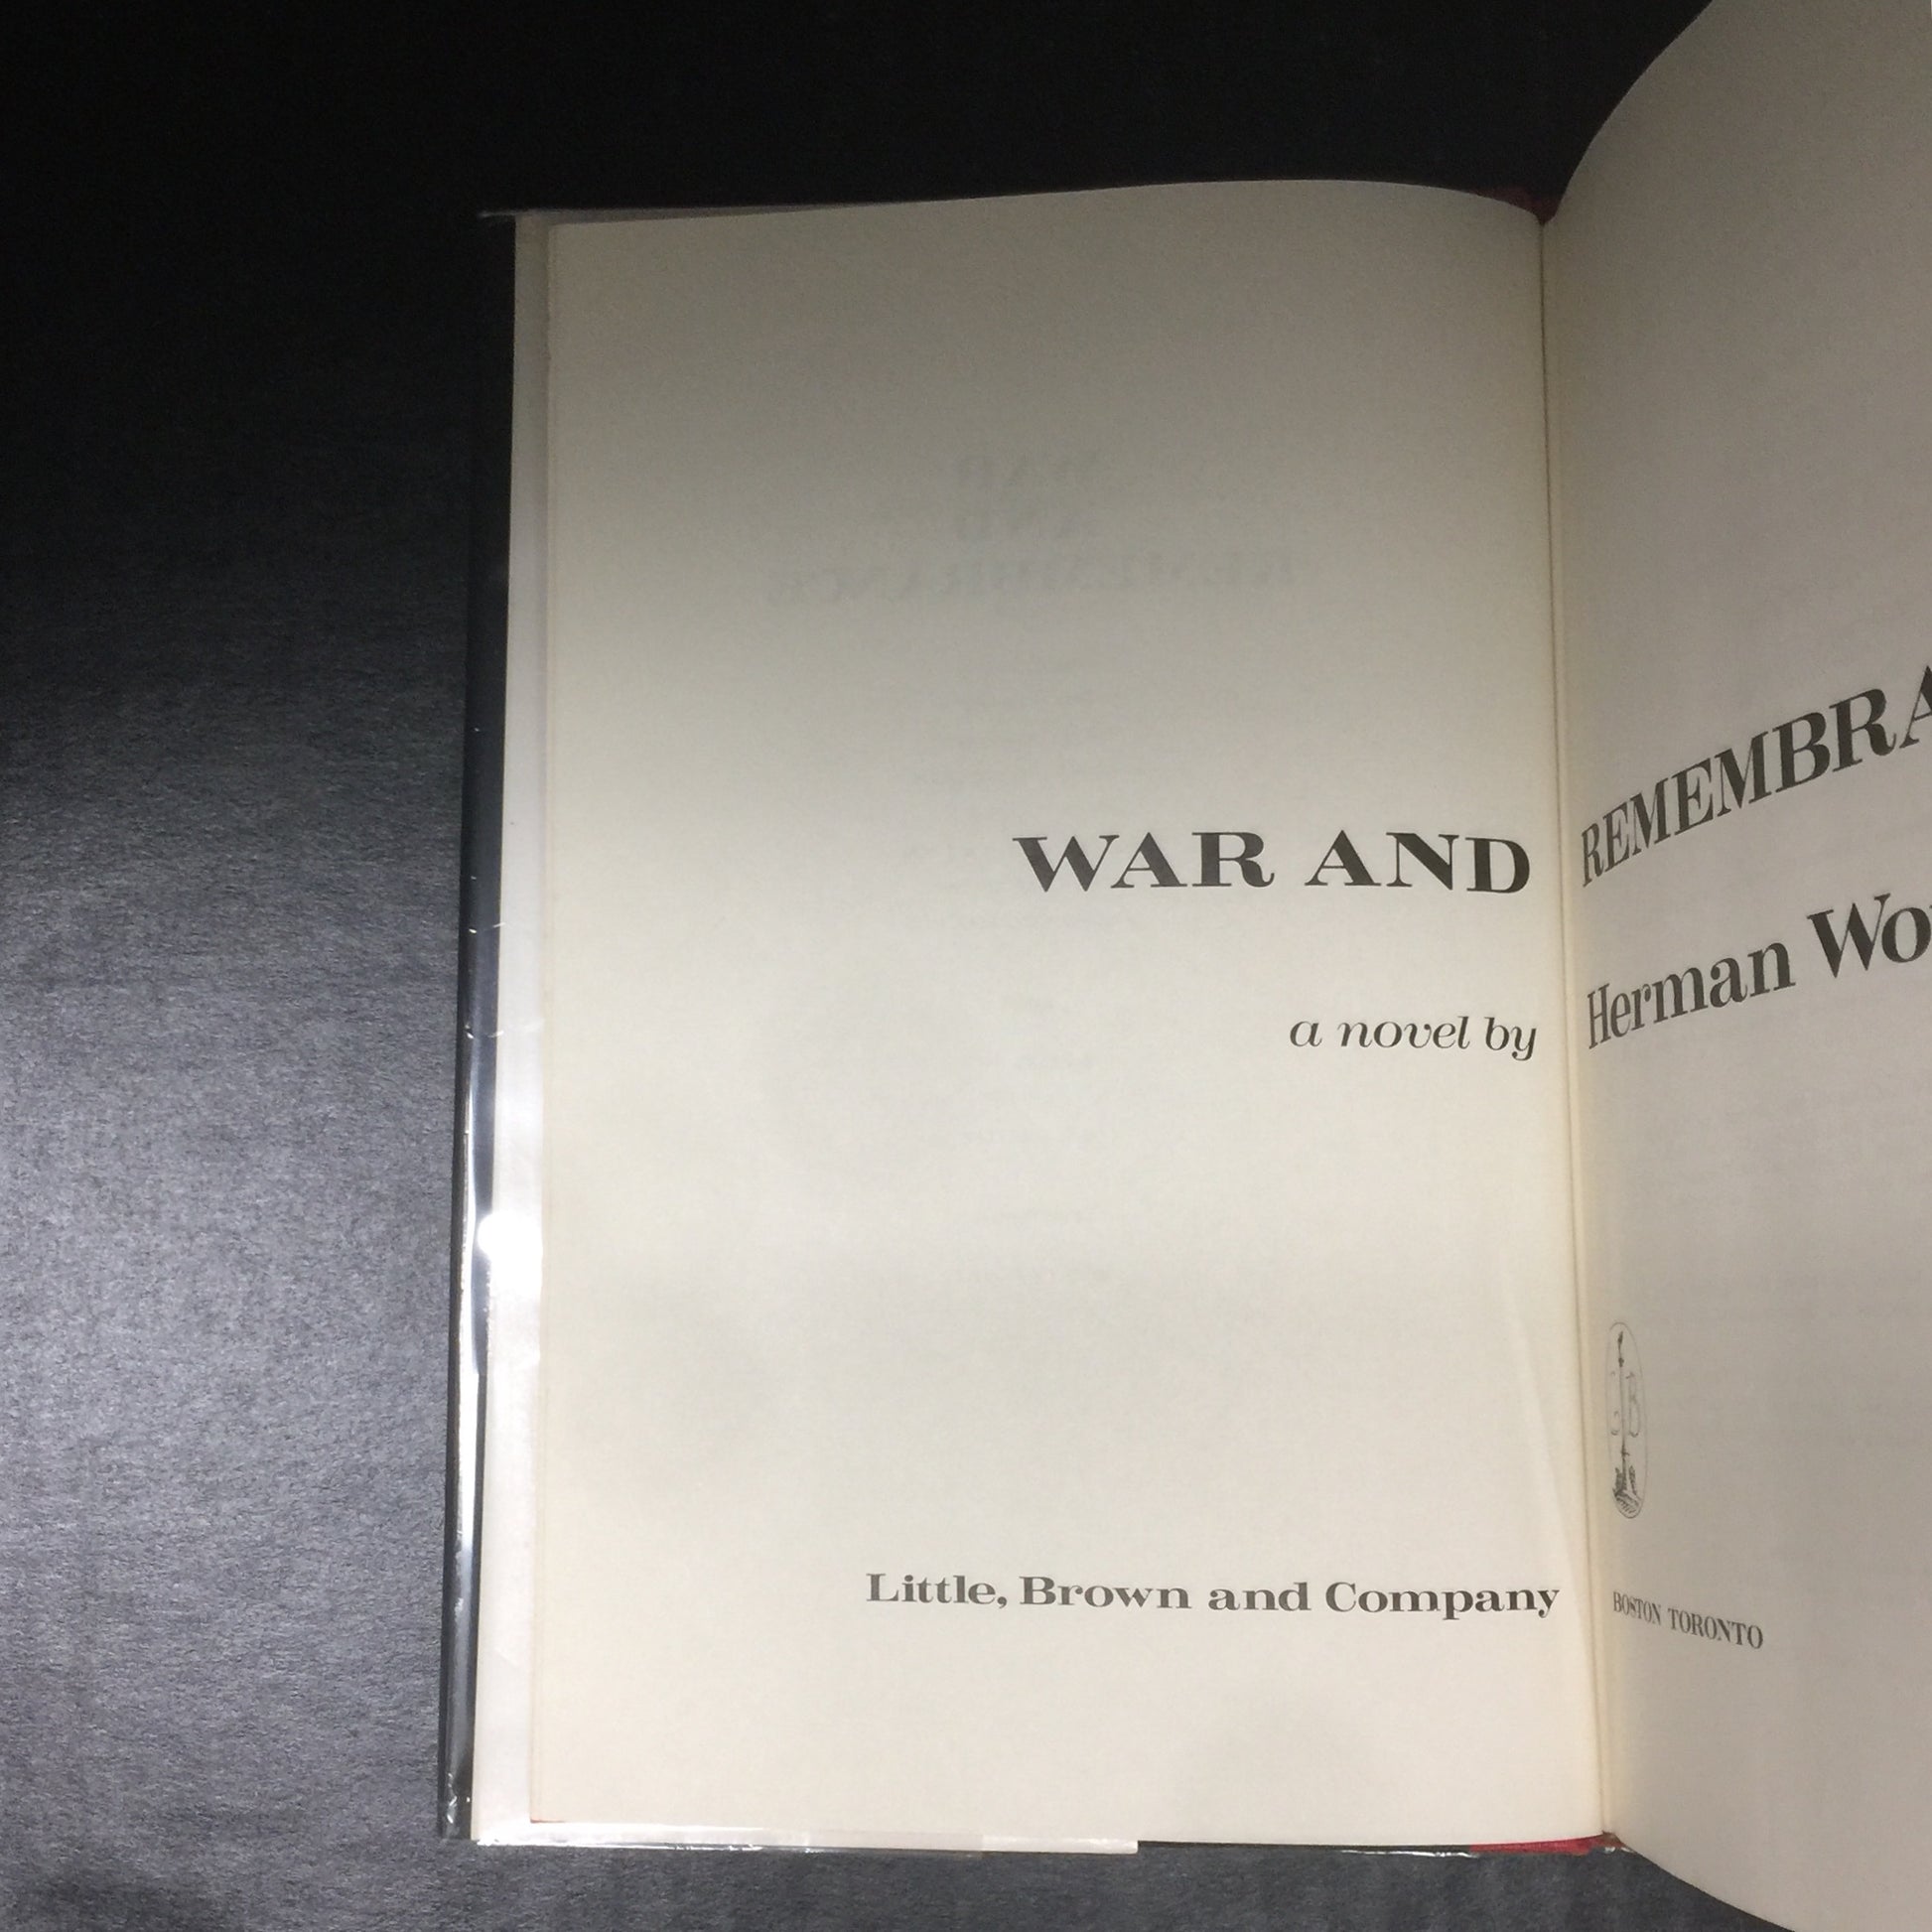 WAR AND REMEMBRA
a novel by Herman Wo
Little, Brown and Company BOSTON TORONTO